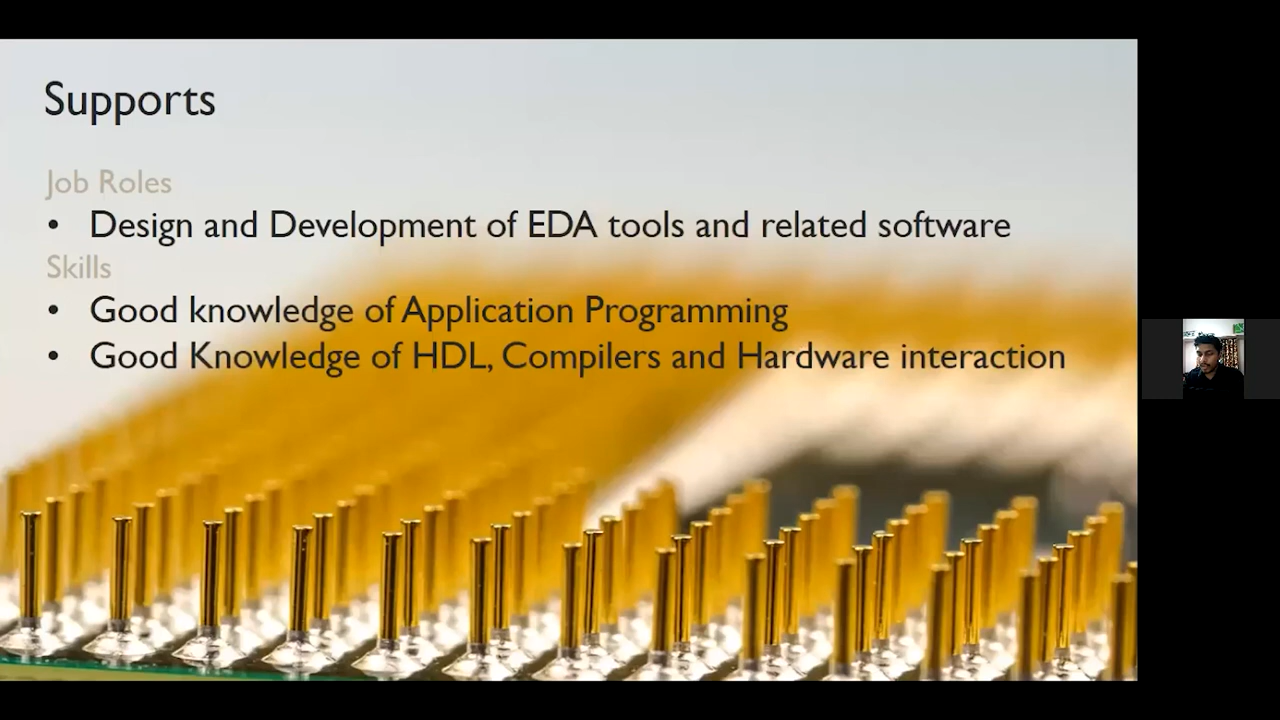 Supports
Job Roles
• Design and Development of EDA tools and related software
Skills
• Good knowledge of Application Programming
• Good Knowledge of HDL, Compilers and Hardware interaction